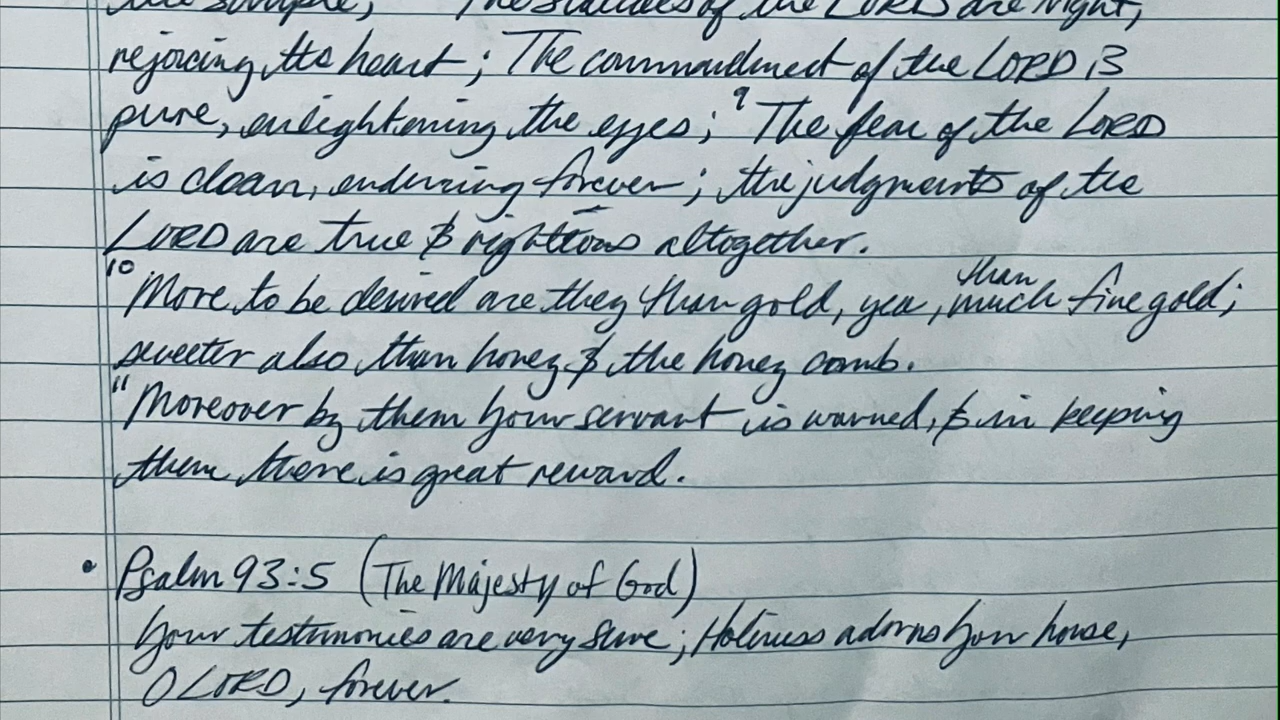 the simple; The statutes of the LORD are right,
rejoicing the heart; The commandment of the LORD is
pure, enlightening the eyes; ⁹ The fear of the LORD
is clean, enduring forever; the judgments of the
LORD are true & righteous altogether.
¹⁰ More to be desired are they than gold, yea, than much fine gold;
sweeter also than honey & the honey comb.
¹¹ Moreover by them your servant is warned, & in keeping
them there is great reward.
• Psalm 93:5 (The Majesty of God)
Your testimonies are very sure; Holiness adorns your house,
O LORD, forever.